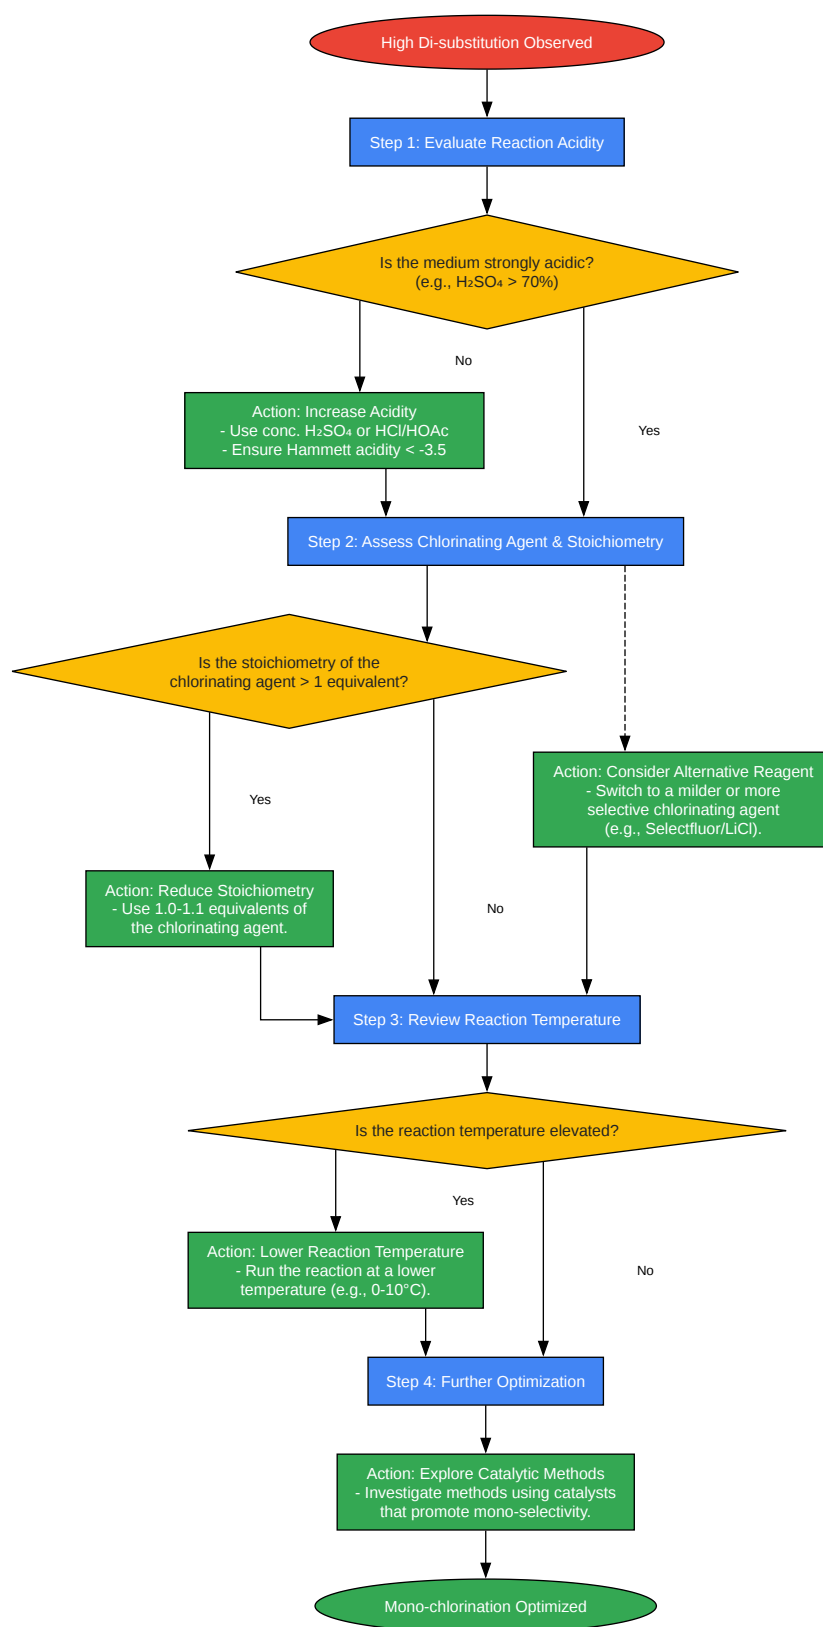 High Di-substitution Observed
Step 1: Evaluate Reaction Acidity
Is the medium strongly acidic?
(e.g., H₂SO₄ > 70%)
No
Action: Increase Acidity
- Use conc. H₂SO₄ or HCl/HOAc
- Ensure Hammett acidity < -3.5
Yes
Step 2: Assess Chlorinating Agent & Stoichiometry
Is the stoichiometry of the
chlorinating agent > 1 equivalent?
Action: Consider Alternative Reagent
- Switch to a milder or more
selective chlorinating agent
(e.g., Selectfluor/LiCl).
Yes
Action: Reduce Stoichiometry
- Use 1.0-1.1 equivalents of
the chlorinating agent.
No
Step 3: Review Reaction Temperature
Is the reaction temperature elevated?
Yes
Action: Lower Reaction Temperature
- Run the reaction at a lower
temperature (e.g., 0-10°C).
No
Step 4: Further Optimization
Action: Explore Catalytic Methods
- Investigate methods using catalysts
that promote mono-selectivity.
Mono-chlorination Optimized